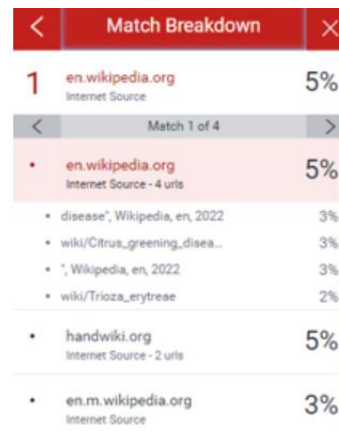 < Match Breakdown ×
1 en.wikipedia.org 5%
Internet Source
< Match 1 of 4 >
• en.wikipedia.org 5%
Internet Source - 4 urls
• disease", Wikipedia, en, 2022 3%
• wiki/Citrus_greening_disea... 3%
• ", Wikipedia, en, 2022 3%
• wiki/Trioza_erytreae 2%
• handwiki.org 5%
Internet Source - 2 urls
• en.m.wikipedia.org 3%
Internet Source